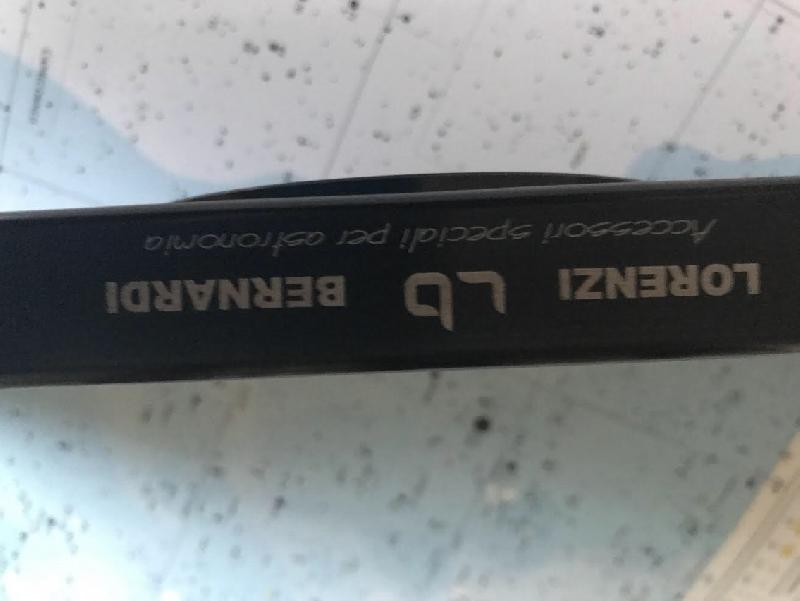 LORENZI Lb BERNARDI
Accessori speciali per astronomia